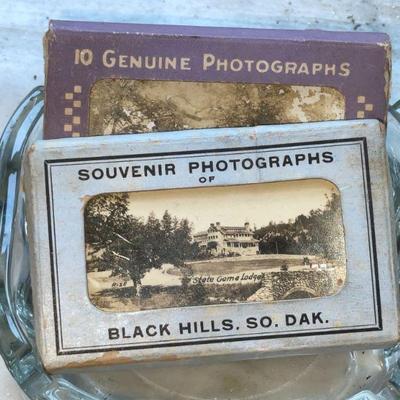 10 GENUINE PHOTOGRAPHS
SOUVENIR PHOTOGRAPHS
OF
State Game Lodge
BLACK HILLS, SO. DAK.